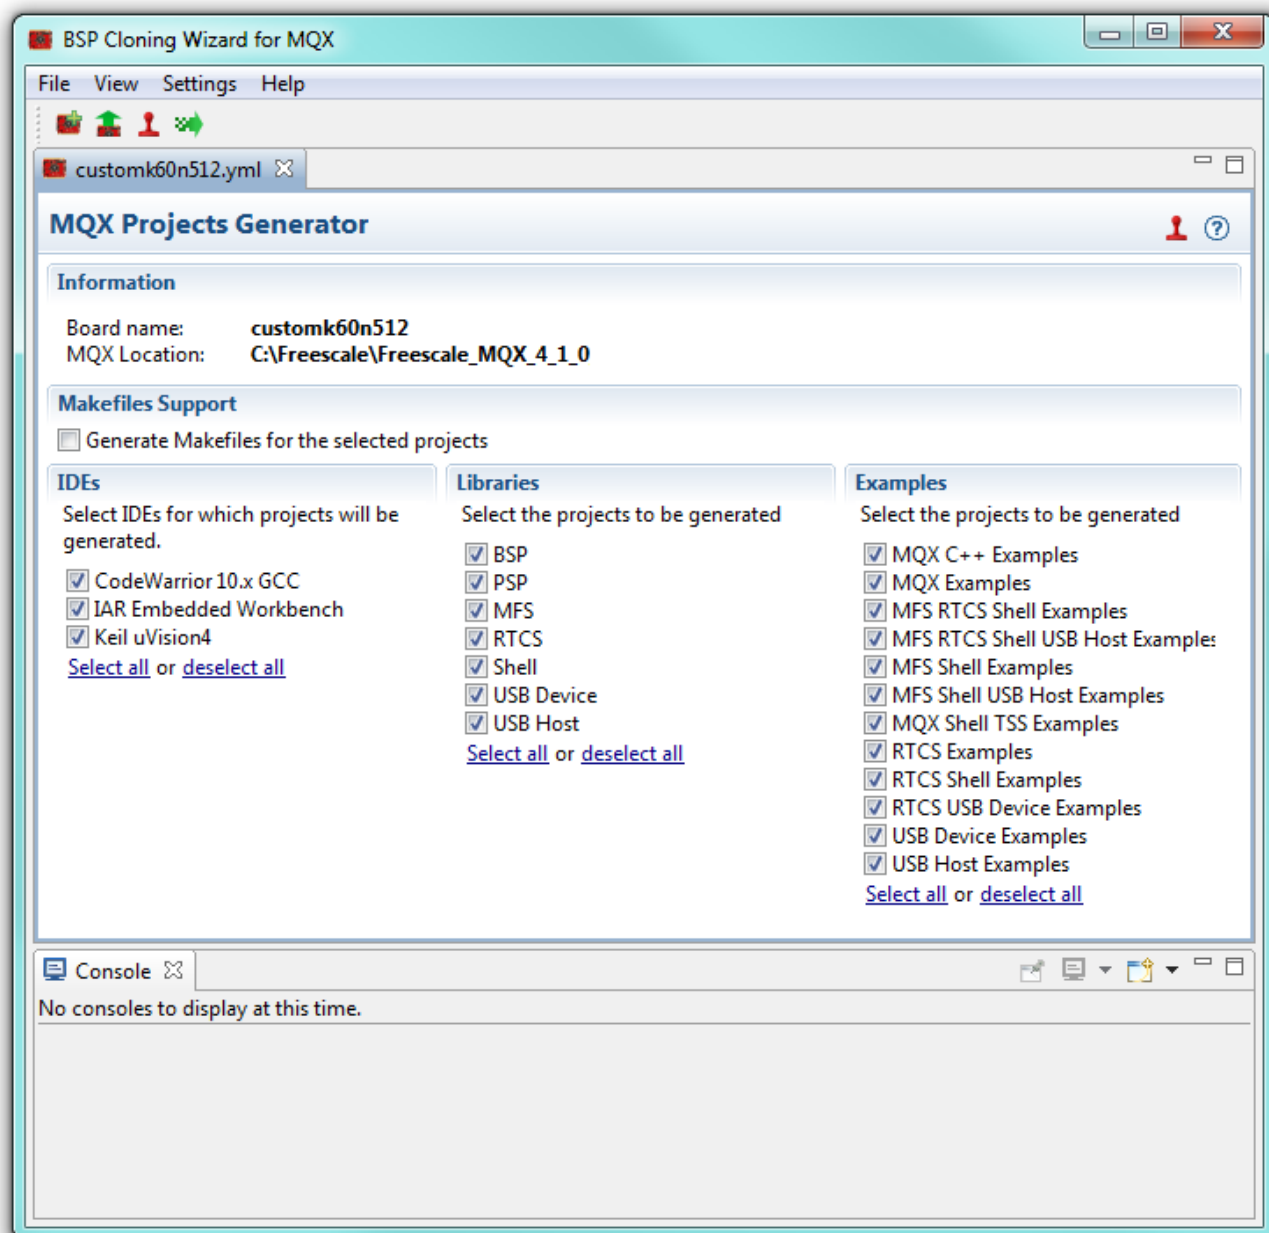 BSP Cloning Wizard for MQX
File View Settings Help
customk60n512.yml
MQX Projects Generator
Information
Board name: customk60n512
MQX Location: C:\Freescale\Freescale_MQX_4_1_0
Makefiles Support
Generate Makefiles for the selected projects
IDEs
Select IDEs for which projects will be
generated.
CodeWarrior 10.x GCC
IAR Embedded Workbench
Keil uVision4
Select all or deselect all
Libraries
Select the projects to be generated
BSP
PSP
MFS
RTCS
Shell
USB Device
USB Host
Select all or deselect all
Examples
Select the projects to be generated
MQX C++ Examples
MQX Examples
MFS RTCS Shell Examples
MFS RTCS Shell USB Host Examples
MFS Shell Examples
MFS Shell USB Host Examples
MQX Shell TSS Examples
RTCS Examples
RTCS Shell Examples
RTCS USB Device Examples
USB Device Examples
USB Host Examples
Select all or deselect all
Console
No consoles to display at this time.